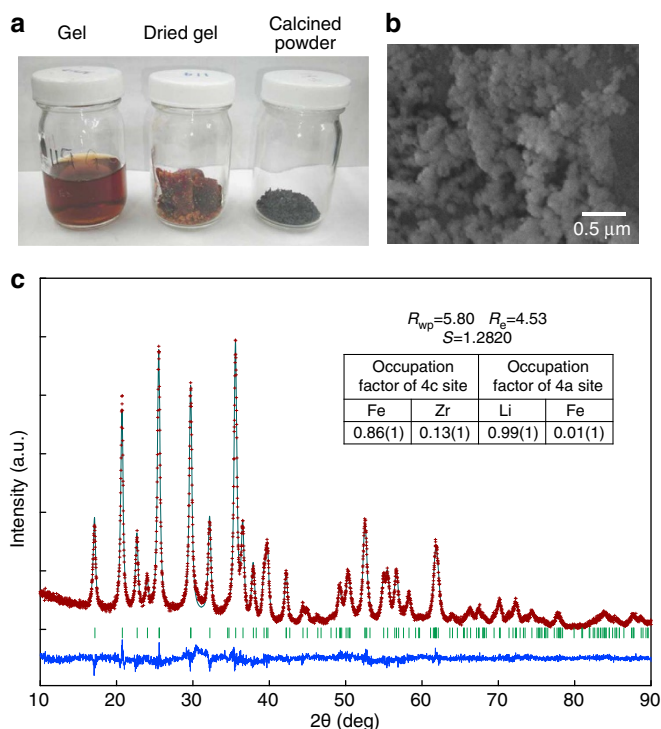 a
Gel
Dried gel
Calcined
powder
b
0.5 μm
c
R_wp=5.80 R_e=4.53
S=1.2820
Occupation
factor of 4c site
Occupation
factor of 4a site
Fe Zr Li Fe
0.86(1) 0.13(1) 0.99(1) 0.01(1)
Intensity (a.u.)
10 20 30 40 50 60 70 80 90
2θ (deg)